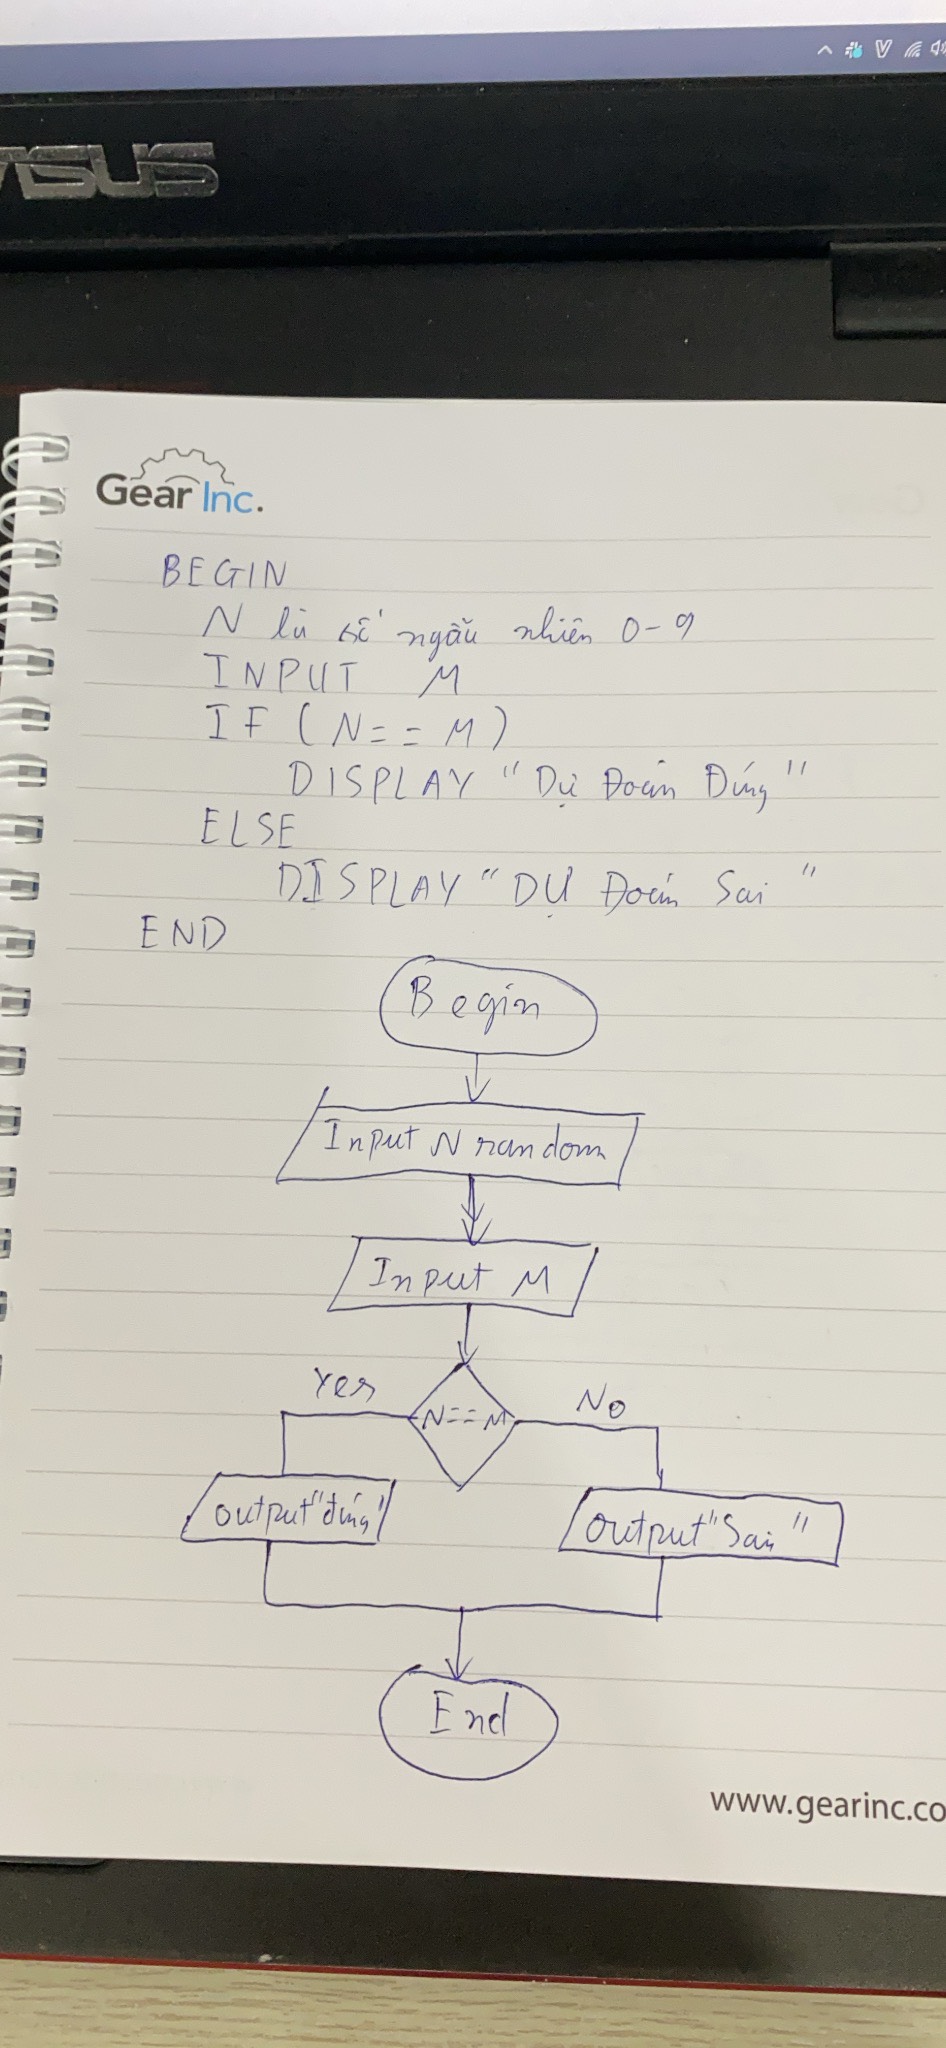 ASUS
Gear Inc.
BEGIN
N là số ngẫu nhiên 0-9
INPUT M
IF (N== M)
DISPLAY "Dự Đoán Đúng"
ELSE
DISPLAY "DỰ Đoán Sai"
END
Begin
Input N random
Input M
Yes
N== M
No
output "đúng"
output "Sai"
End
www.gearinc.co